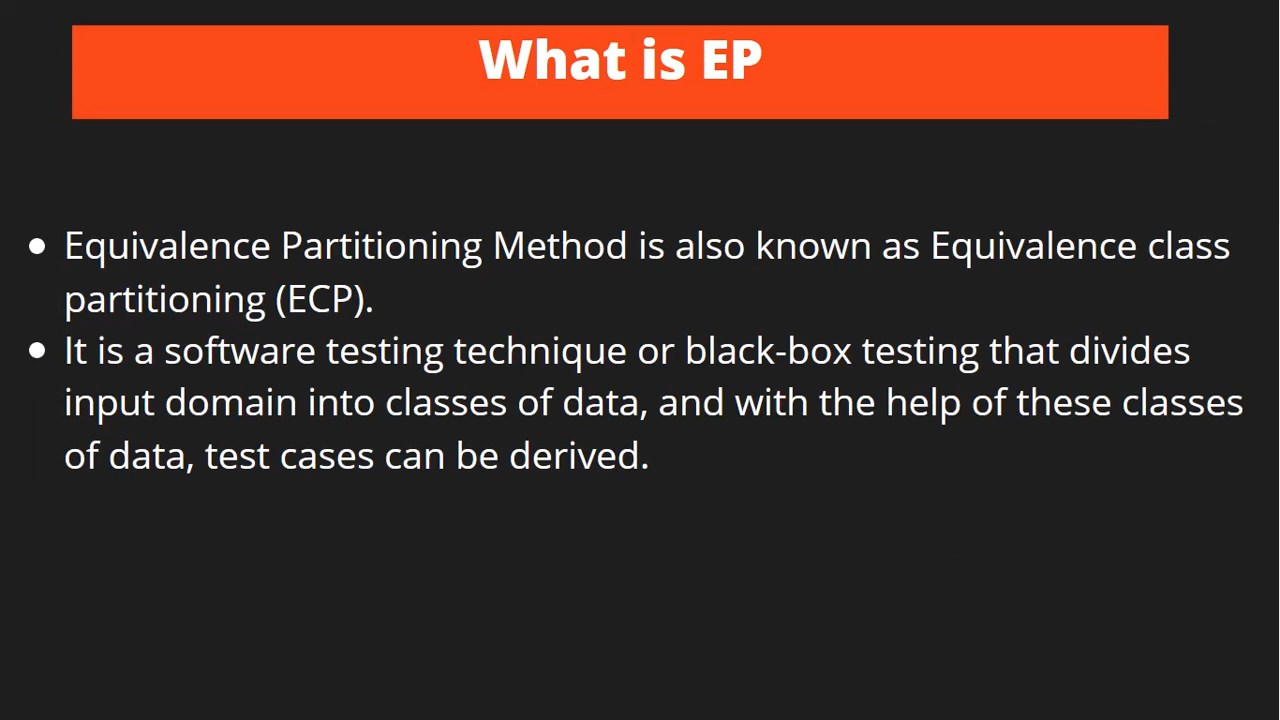 What is EP
• Equivalence Partitioning Method is also known as Equivalence class
partitioning (ECP).
• It is a software testing technique or black-box testing that divides
input domain into classes of data, and with the help of these classes
of data, test cases can be derived.